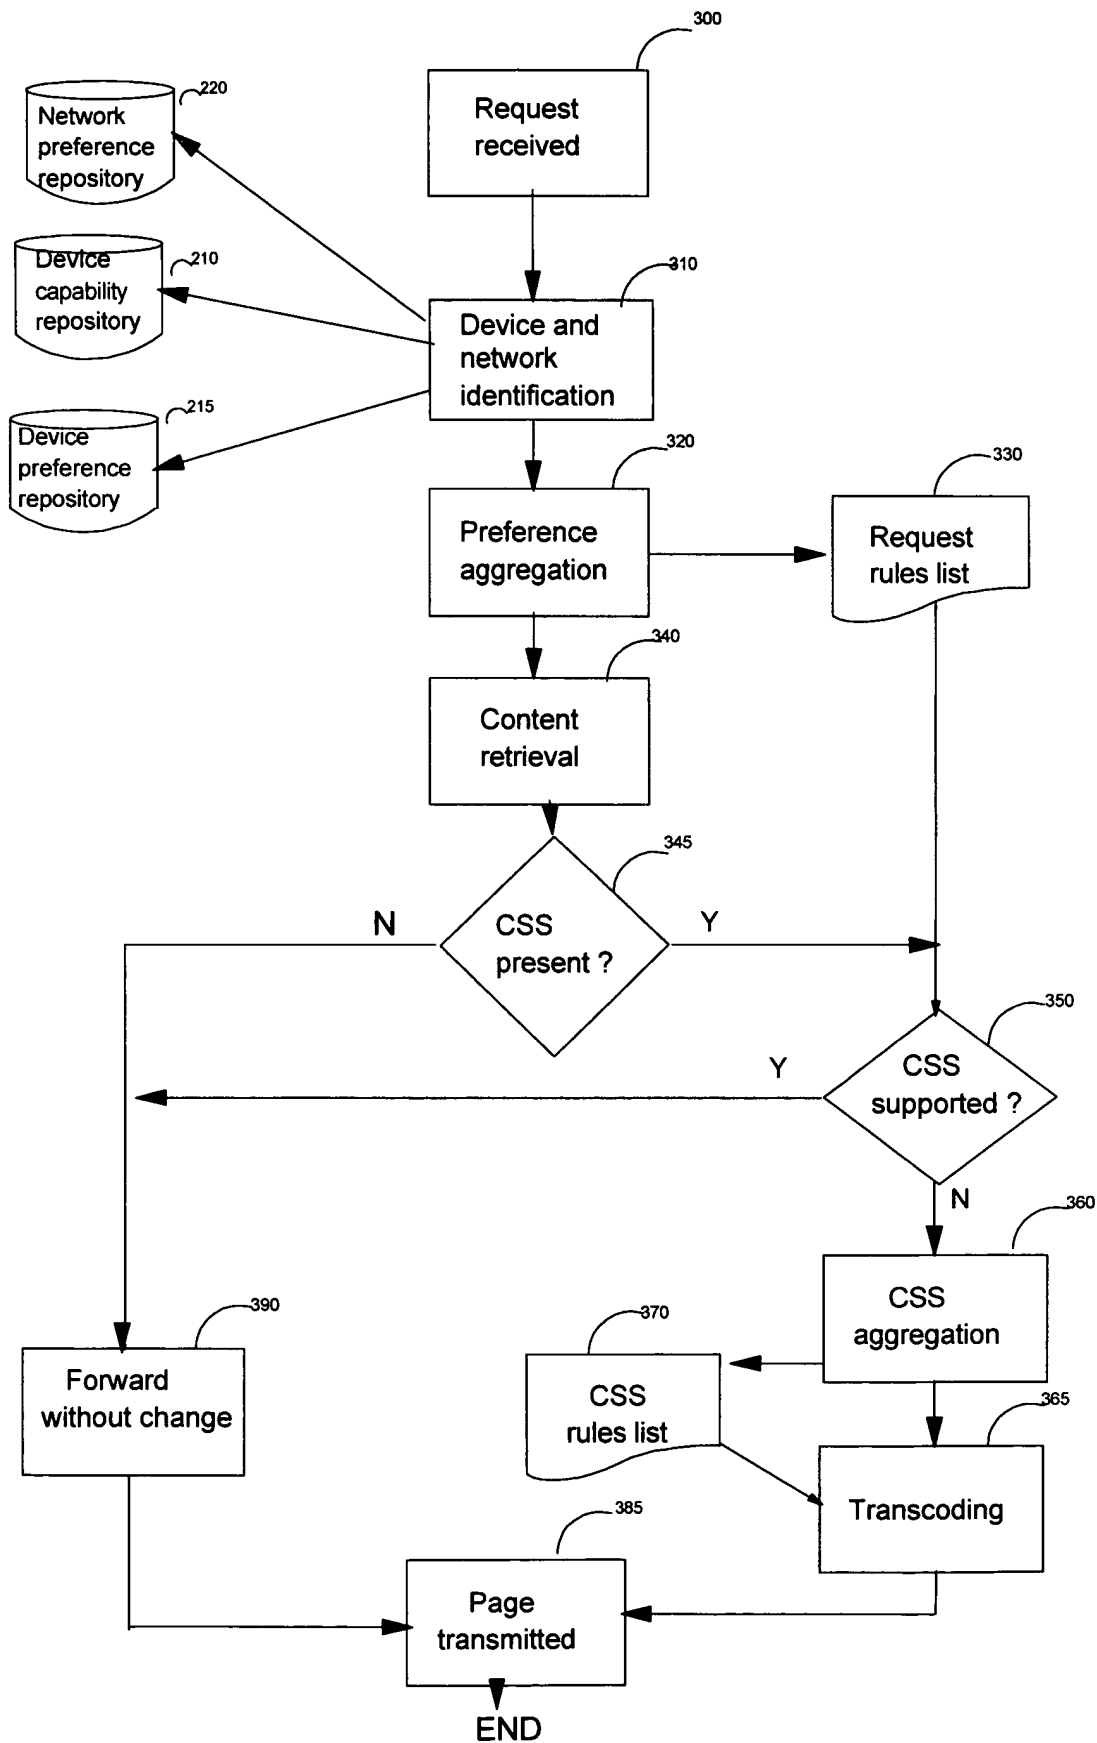 300
Request
received
220
Network
preference
repository
210
Device
capability
repository
310
Device and
network
identification
215
Device
preference
repository
320
Preference
aggregation
330
Request
rules list
340
Content
retrieval
345
CSS
present ?
N
Y
350
CSS
supported ?
Y
N
360
CSS
aggregation
390
Forward
without change
370
CSS
rules list
365
Transcoding
385
Page
transmitted
END